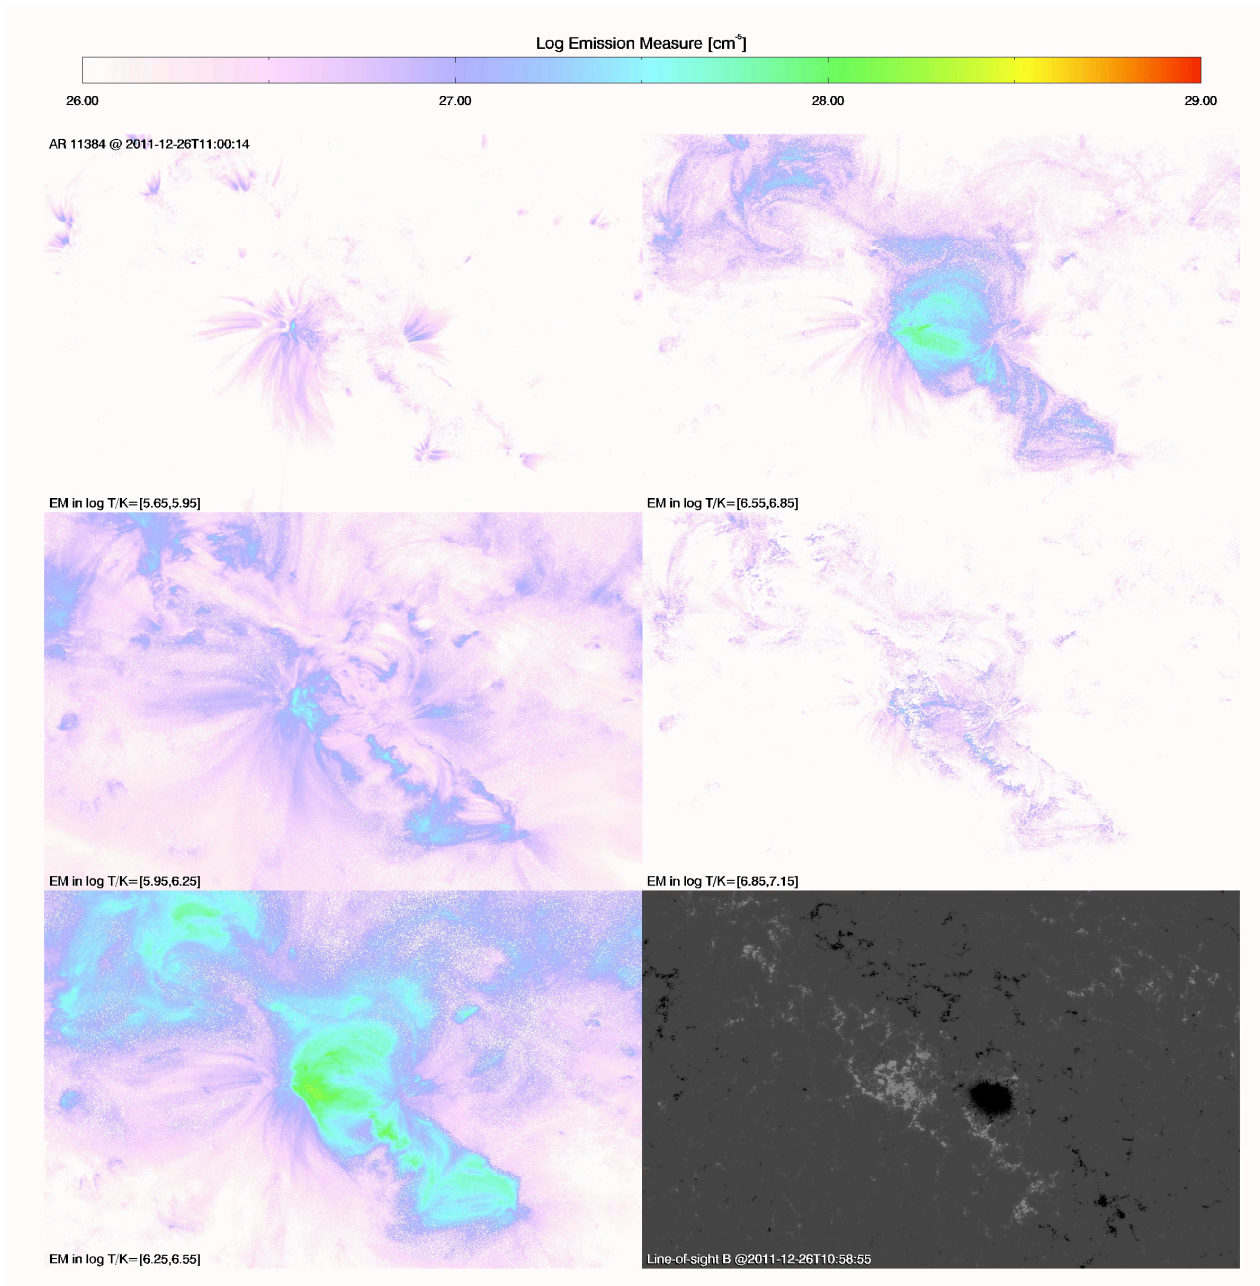 Log Emission Measure [cm⁻⁵]
26.00 27.00 28.00 29.00
AR 11384 @ 2011-12-26T11:00:14
EM in log T/K=[5.65,5.95]
EM in log T/K=[6.55,6.85]
EM in log T/K=[5.95,6.25]
EM in log T/K=[6.85,7.15]
EM in log T/K=[6.25,6.55]
Line-of-sight B @2011-12-26T10:58:55